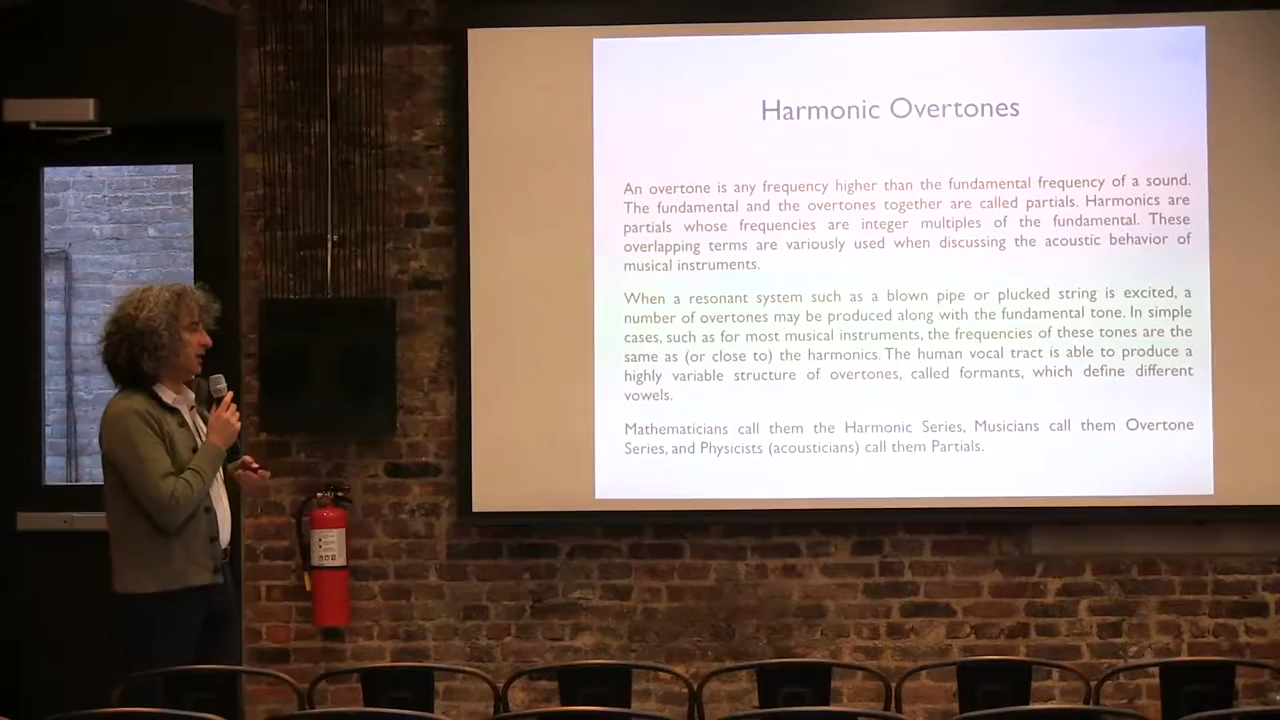 Harmonic Overtones
An overtone is any frequency higher than the fundamental frequency of a sound.
The fundamental and the overtones together are called partials. Harmonics are
partials whose frequencies are integer multiples of the fundamental. These
overlapping terms are variously used when discussing the acoustic behavior of
musical instruments.
When a resonant system such as a blown pipe or plucked string is excited, a
number of overtones may be produced along with the fundamental tone. In simple
cases, such as for most musical instruments, the frequencies of these tones are the
same as (or close to) the harmonics. The human vocal tract is able to produce a
highly variable structure of overtones, called formants, which define different
vowels.
Mathematicians call them the Harmonic Series, Musicians call them Overtone
Series, and Physicists (acousticians) call them Partials.